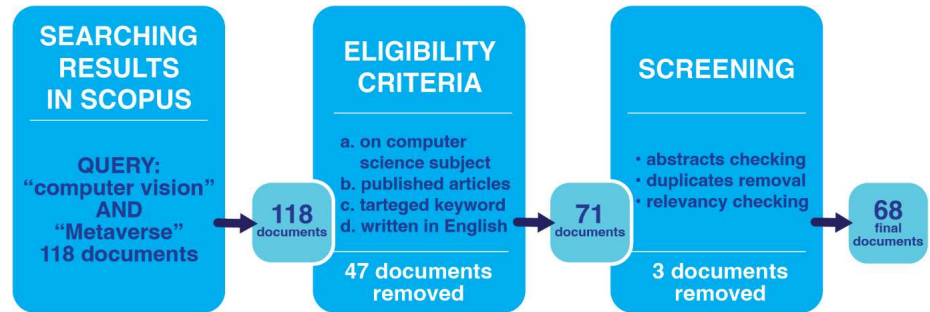 SEARCHING
RESULTS
IN SCOPUS
QUERY:
“computer vision”
AND
“Metaverse”
118 documents
118
documents
ELIGIBILITY
CRITERIA
a. on computer
science subject
b. published articles
c. tarteged keyword
d. written in English
47 documents
removed
71
documents
SCREENING
• abstracts checking
• duplicates removal
• relevancy checking
3 documents
removed
68
final
documents